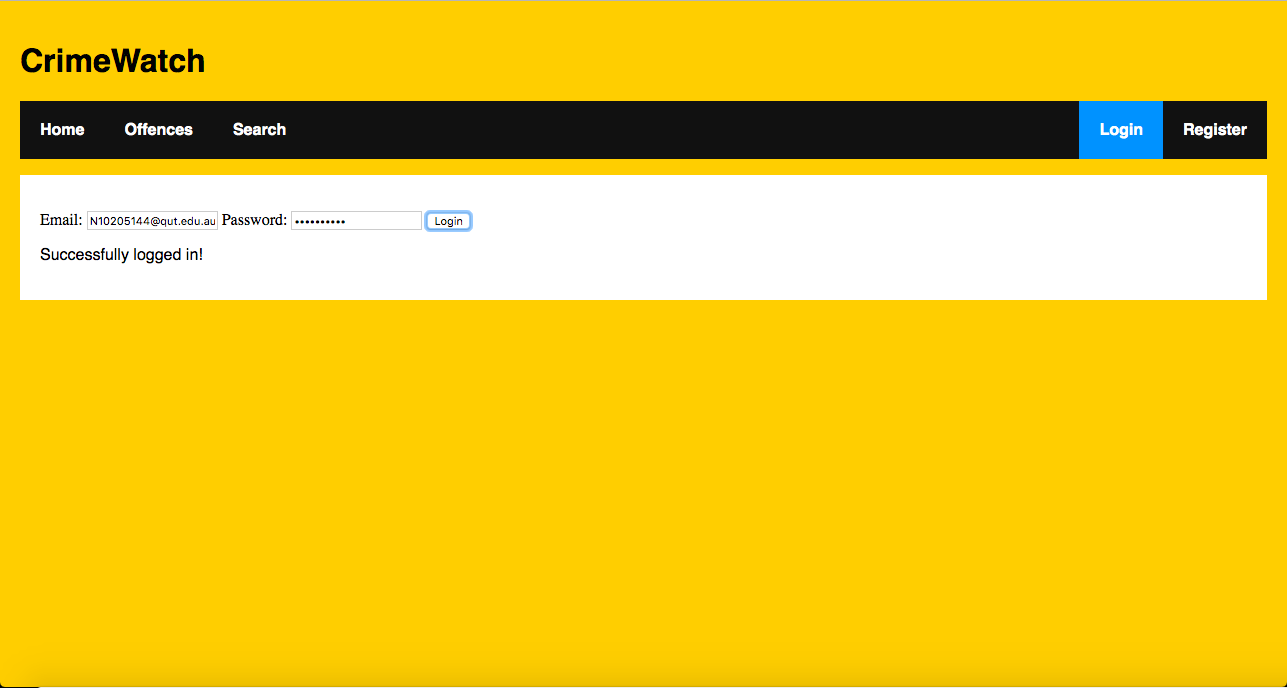 CrimeWatch
Home Offences Search Login Register
Email: N10205144@qut.edu.au Password: •••••••••• Login
Successfully logged in!